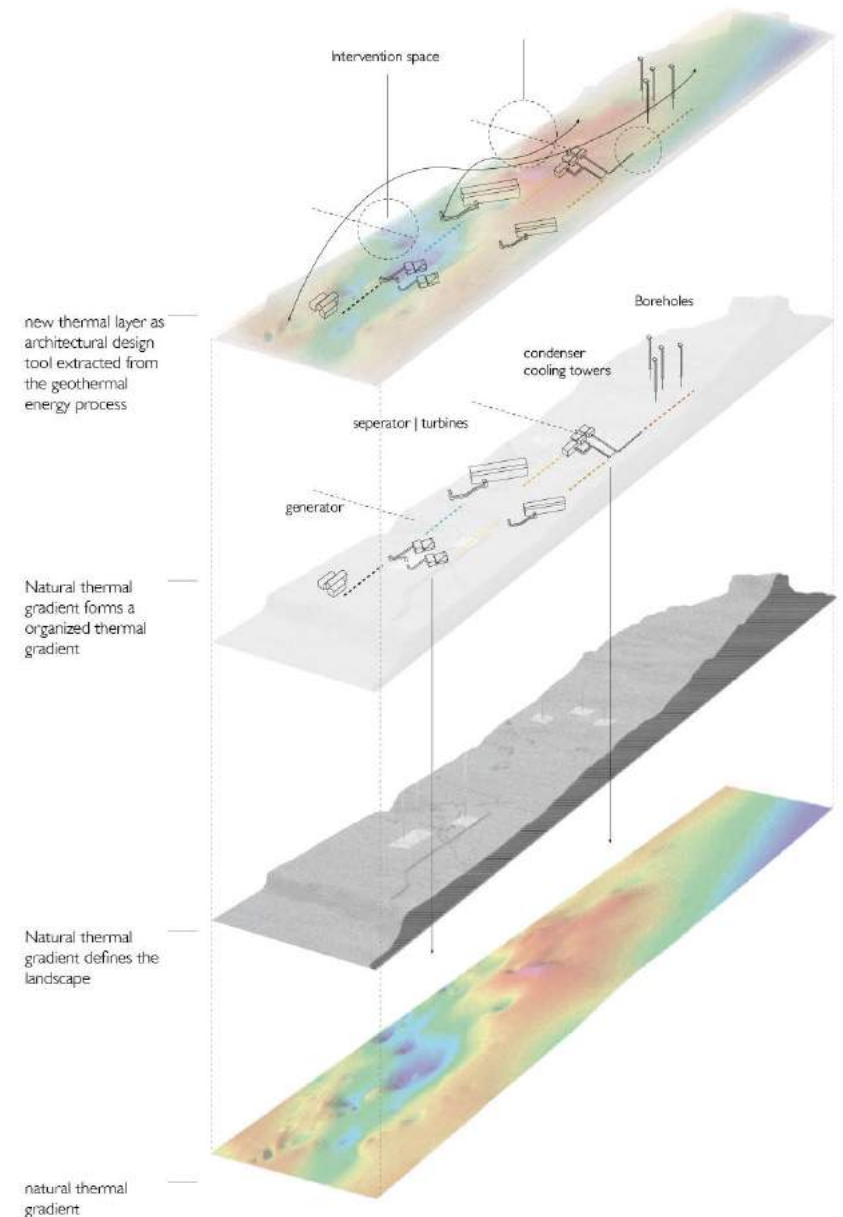 Intervention space
new thermal layer as
architectural design
tool extracted from
the geothermal
energy process
Boreholes
condenser
cooling towers
seperator | turbines
generator
Natural thermal
gradient forms a
organized thermal
gradient
Natural thermal
gradient defines the
landscape
natural thermal
gradient